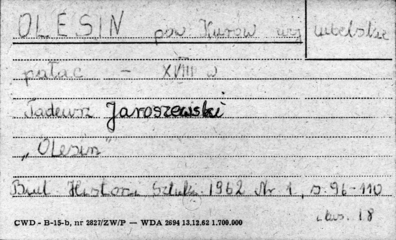 OLESIN pow. Kurów woj. lubelskie
pałac – XVIII w
Tadeusz Jaroszewski
„Olesin”
Biul. Historii Sztuki 1962 Nr 1, s. 96-110
ilus. 18
CWD - B-15-b, nr 2827/ZW/P — WDA 2694 13.12.62 1.700.000